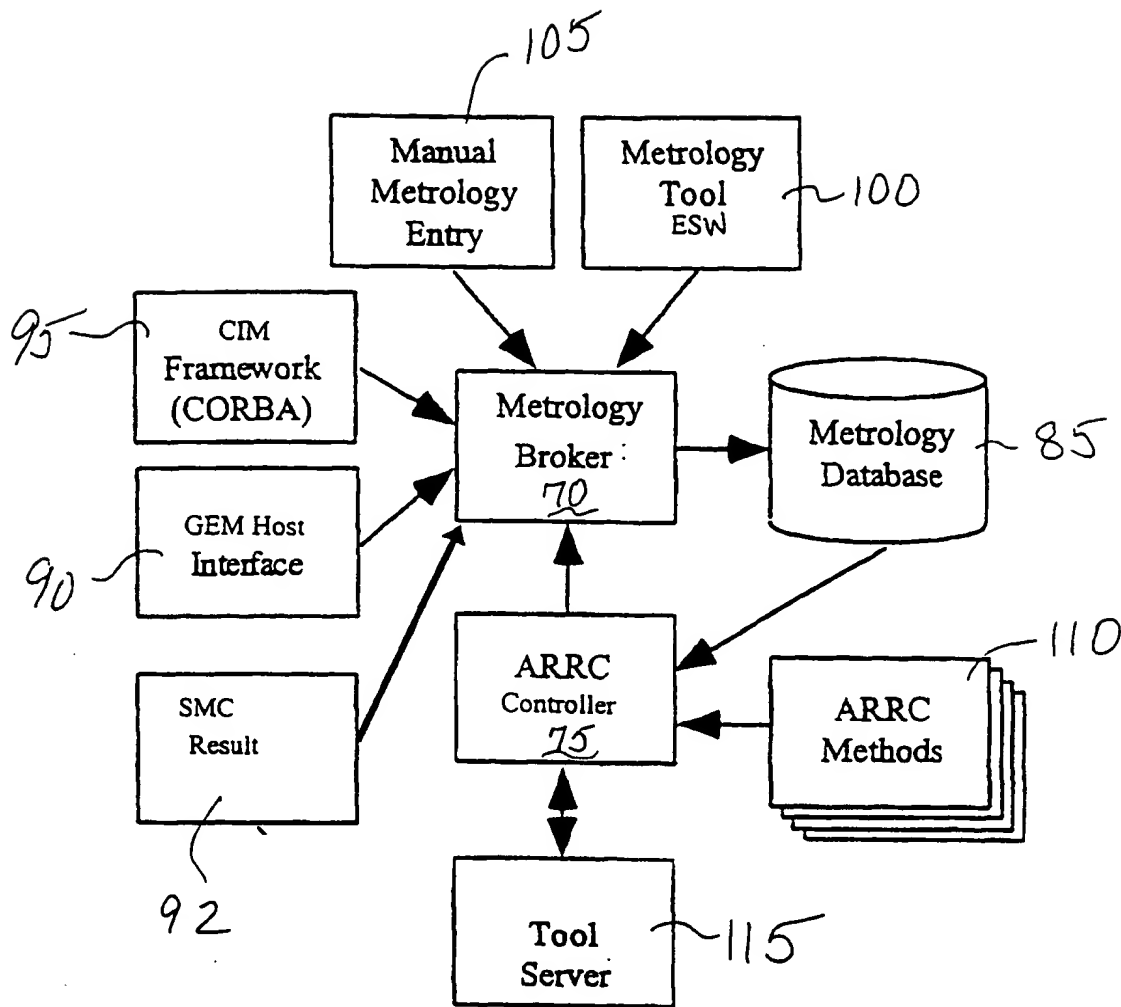 105
Manual
Metrology
Entry
Metrology
Tool
ESW
100
95
CIM
Framework
(CORBA)
Metrology
Broker
70
Metrology
Database
85
GEM Host
Interface
90
ARRC
Controller
75
110
ARRC
Methods
SMC
Result
92
Tool
Server
115